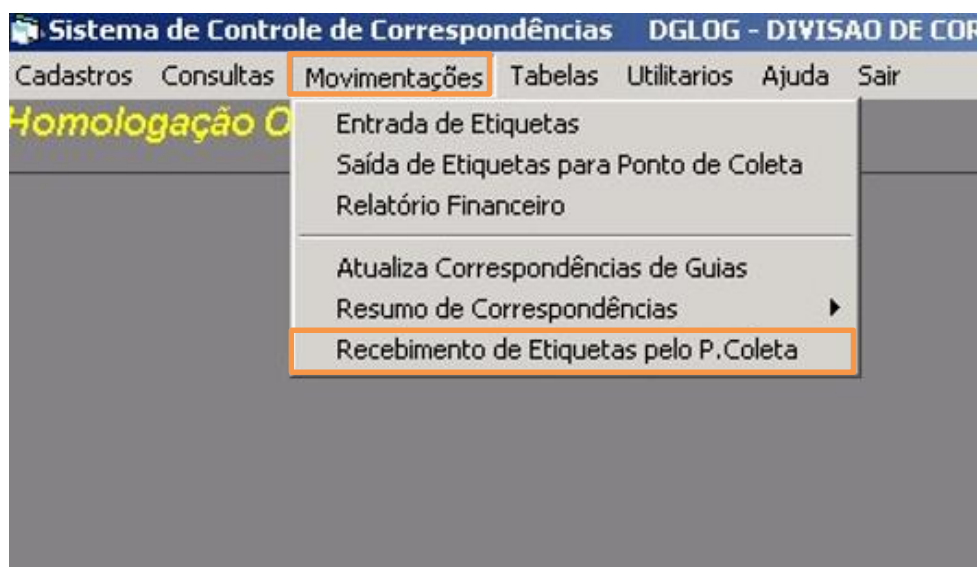 Sistema de Controle de Correspondências DGLOG - DIVISAO DE COR
Cadastros Consultas Movimentações Tabelas Utilitarios Ajuda Sair
Homologação O
Entrada de Etiquetas
Saída de Etiquetas para Ponto de Coleta
Relatório Financeiro
Atualiza Correspondências de Guias
Resumo de Correspondências
Recebimento de Etiquetas pelo P.Coleta